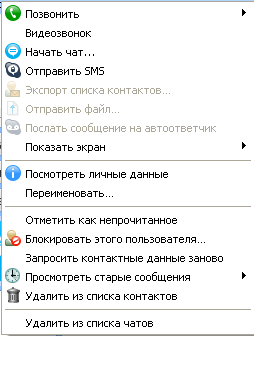 Позвонить
Видеозвонок
Начать чат...
Отправить SMS
Экспорт списка контактов...
Отправить файл...
Послать сообщение на автоответчик
Показать экран
Посмотреть личные данные
Переименовать...
Отметить как непрочитанное
Блокировать этого пользователя...
Запросить контактные данные заново
Просмотреть старые сообщения
Удалить из списка контактов
Удалить из списка чатов